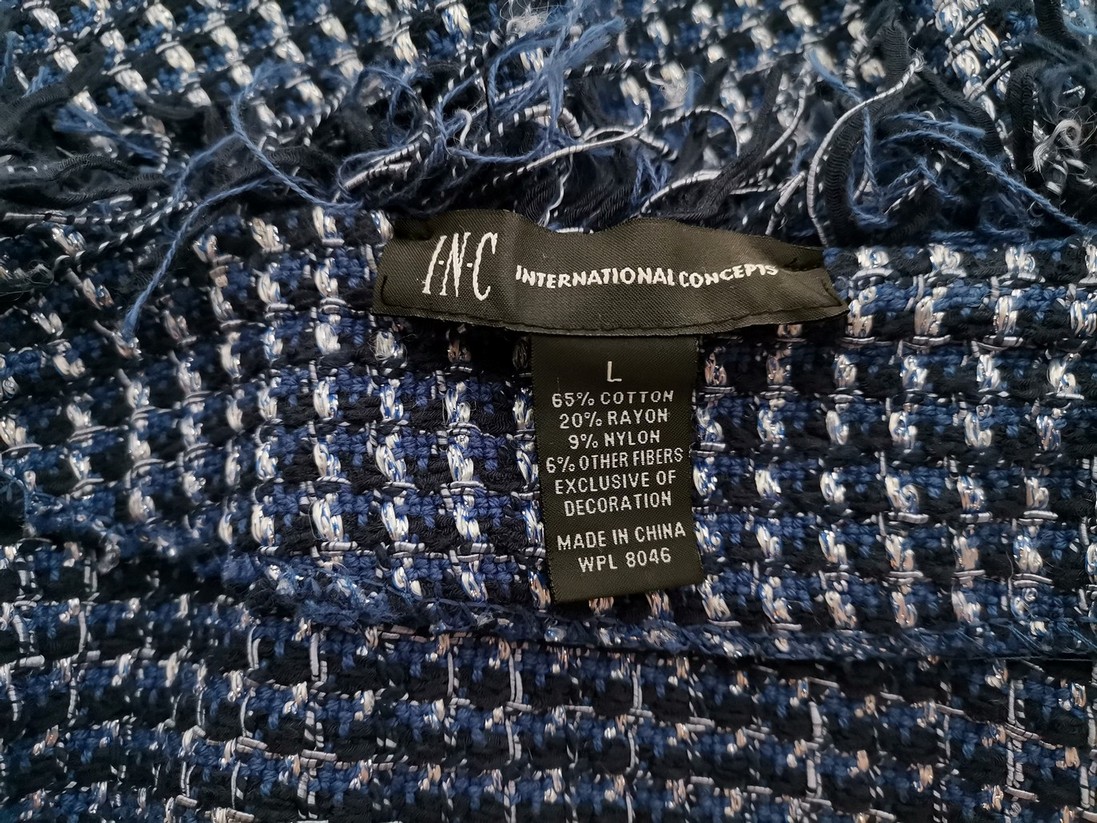 I·N·C INTERNATIONAL CONCEPTS
L
65% COTTON
20% RAYON
9% NYLON
6% OTHER FIBERS
EXCLUSIVE OF
DECORATION
MADE IN CHINA
WPL 8046